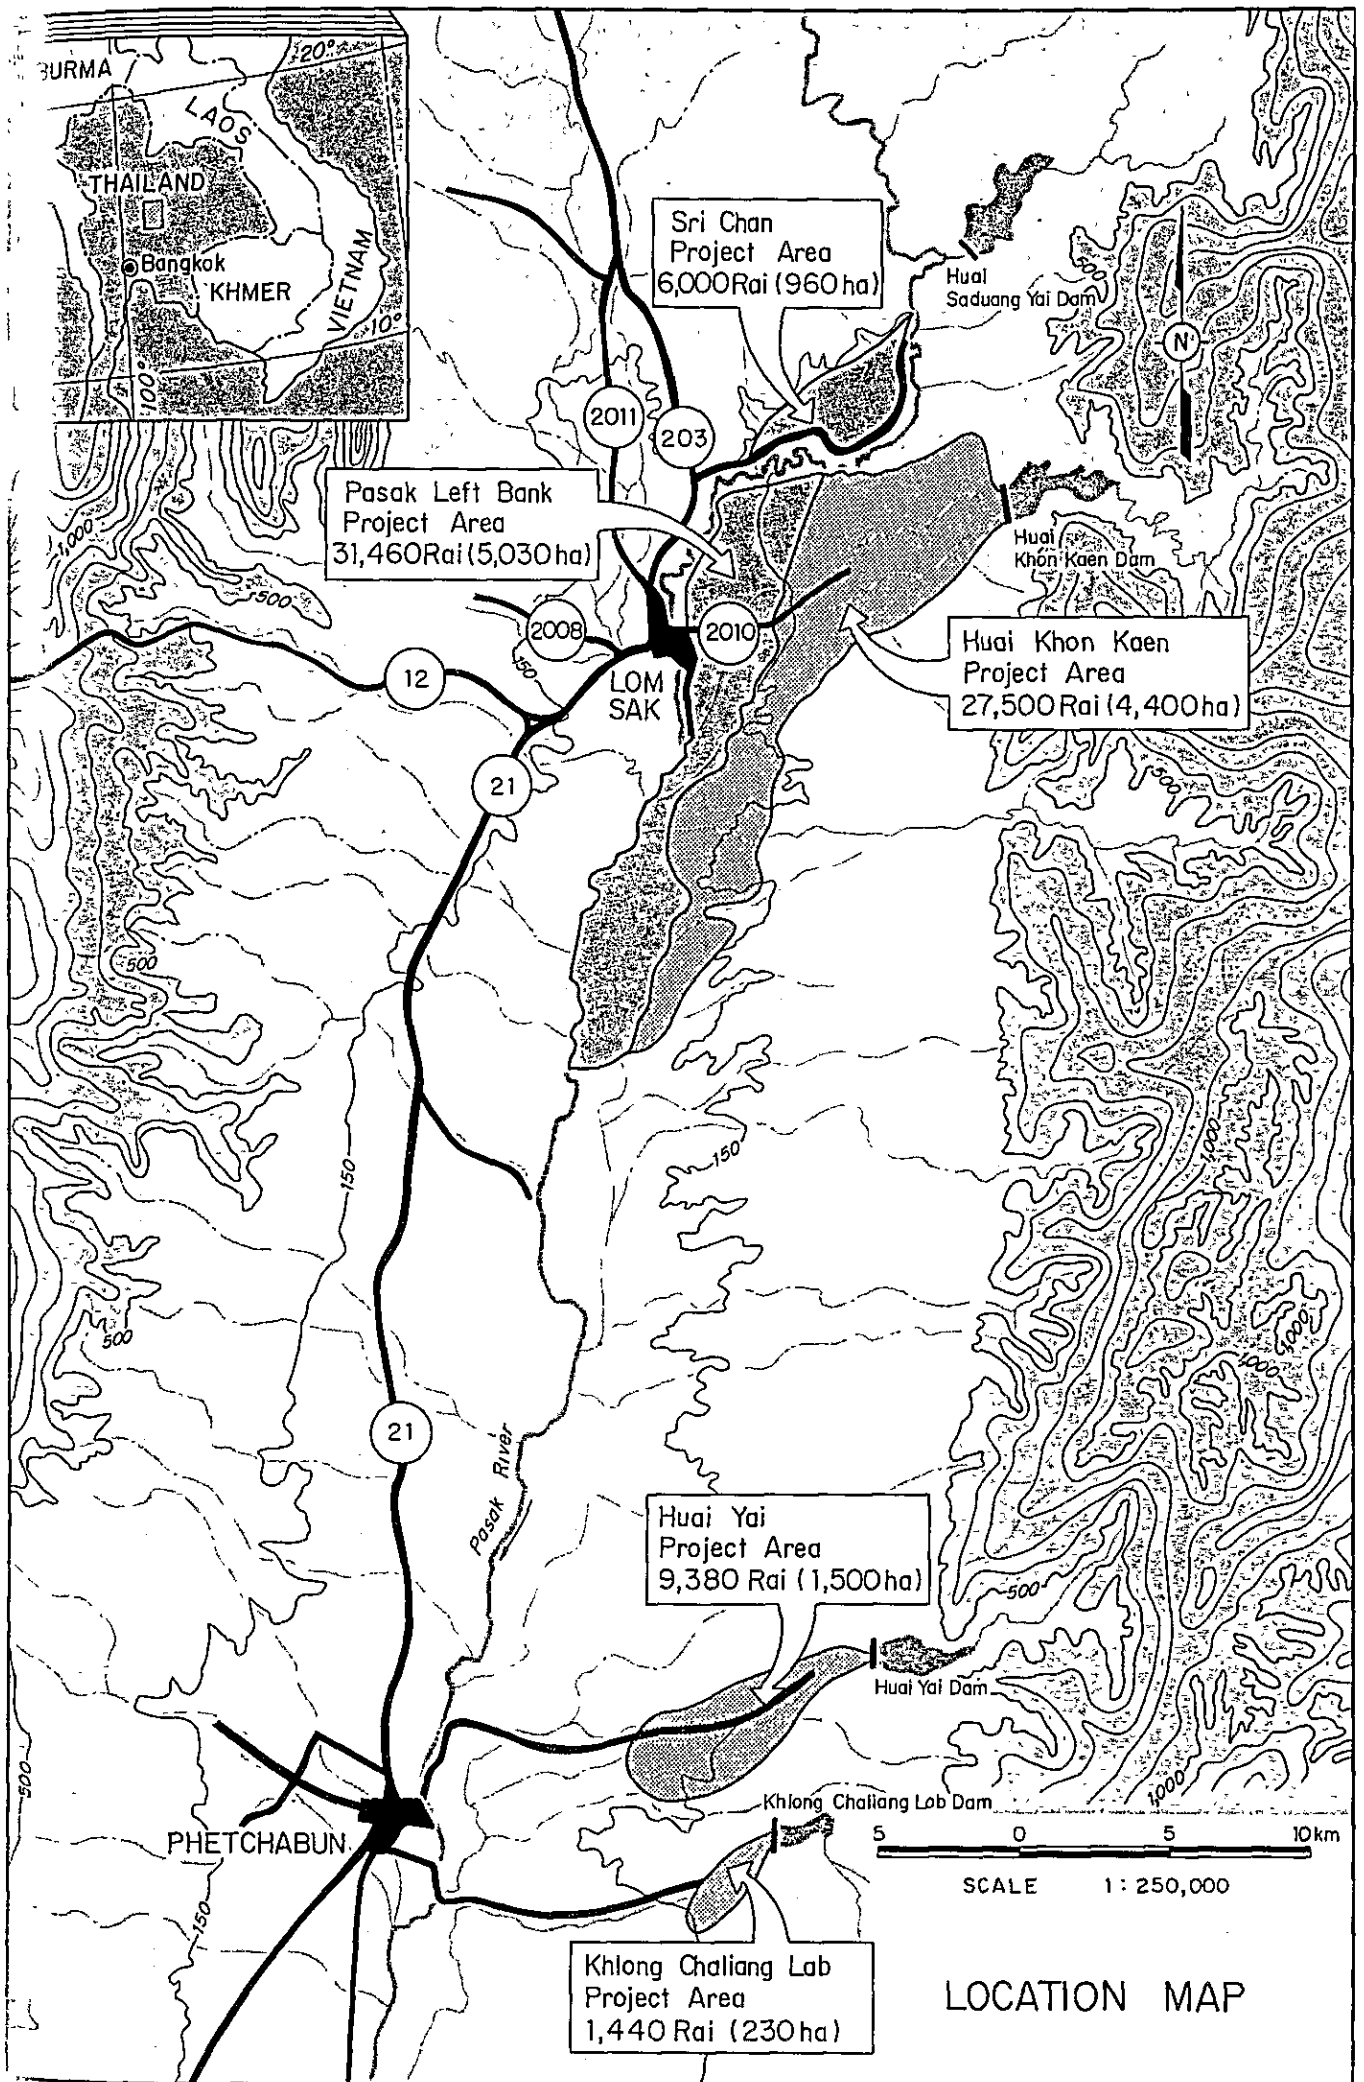 BURMA
20°
LAOS
THAILAND
Bangkok
KHMER
VIETNAM
10°
100°
Sri Chan
Project Area
6,000 Rai (960 ha)
Huai
Saduang Yai Dam
500
N
2011
203
Pasak Left Bank
Project Area
31,460 Rai (5,030 ha)
1,000
500
Huai
Khon Kaen Dam
2008
2010
150
12
LOM
SAK
Huai Khon Kaen
Project Area
27,500 Rai (4,400 ha)
21
500
500
1,000
150
150
500
1,000
1,000
21
Pasak River
Huai Yai
Project Area
9,380 Rai (1,500 ha)
500
Huai Yai Dam
500
1,000
Khlong Chaliang Lab Dam
PHETCHABUN
5 0 5 10 km
SCALE 1 : 250,000
150
Khlong Chaliang Lab
Project Area
1,440 Rai (230 ha)
LOCATION MAP